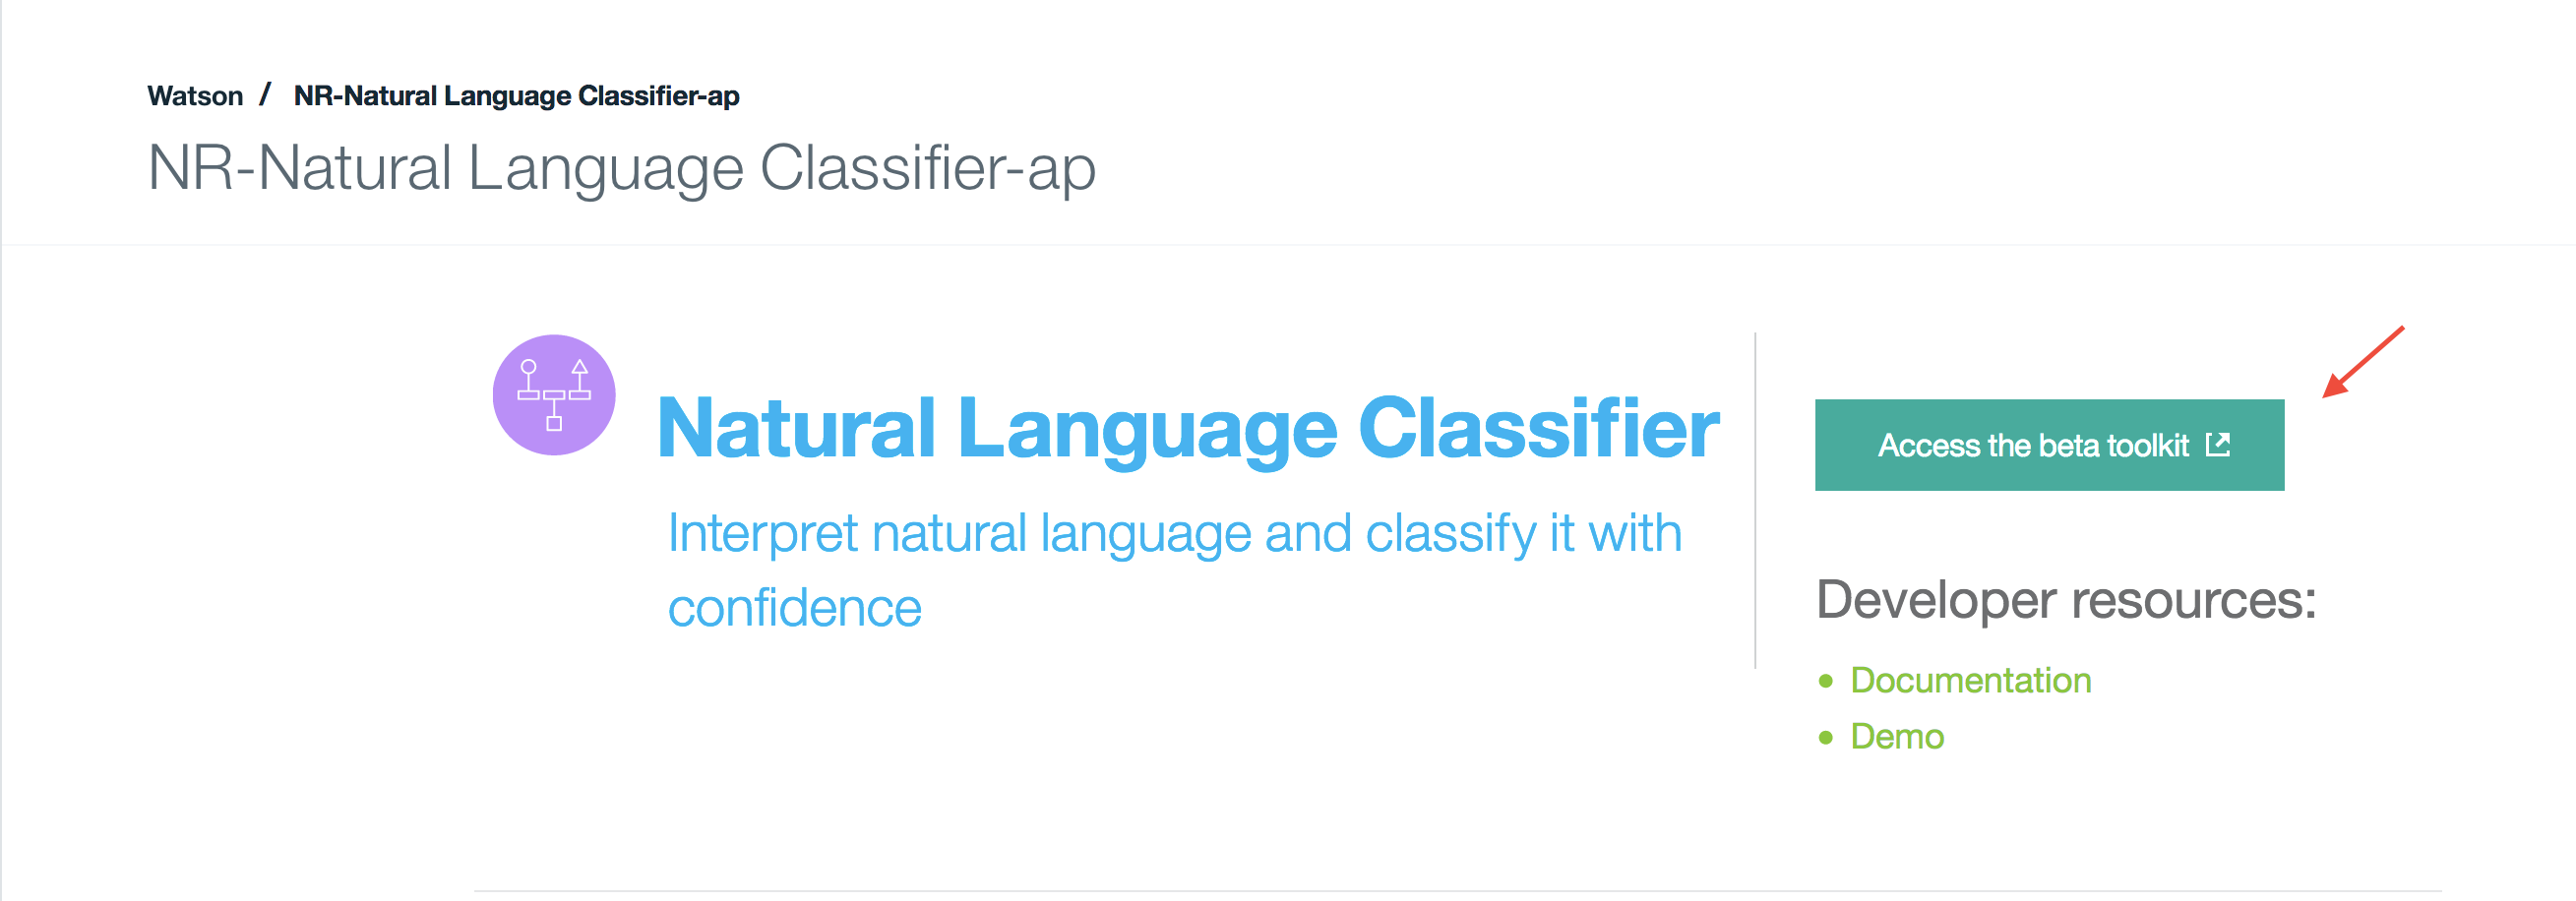 Watson / NR-Natural Language Classifier-ap
NR-Natural Language Classifier-ap
Natural Language Classifier
Interpret natural language and classify it with
confidence
Access the beta toolkit
Developer resources:
Documentation
Demo